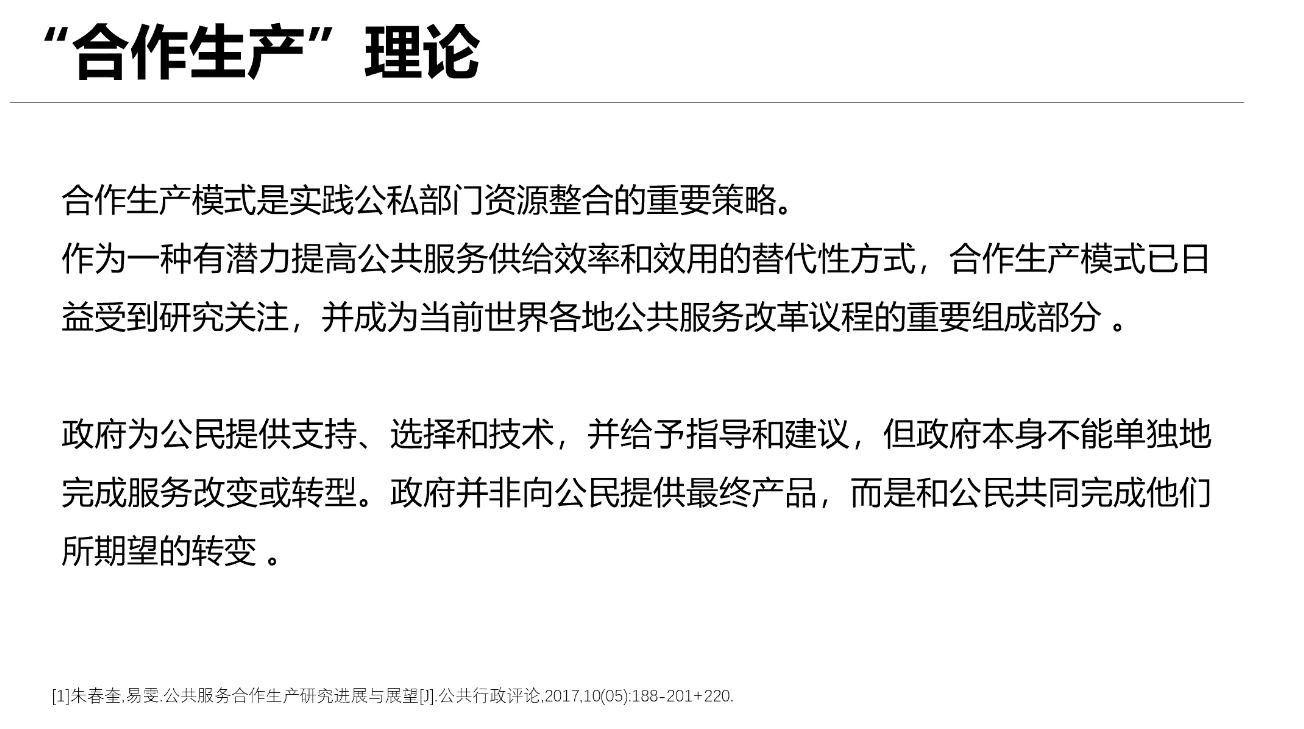 “合作生产”理论
合作生产模式是实践公私部门资源整合的重要策略。
作为一种有潜力提高公共服务供给效率和效用的替代性方式，合作生产模式已日
益受到研究关注，并成为当前世界各地公共服务改革议程的重要组成部分 。
政府为公民提供支持、选择和技术，并给予指导和建议，但政府本身不能单独地
完成服务改变或转型。政府并非向公民提供最终产品，而是和公民共同完成他们
所期望的转变 。
[1]朱春奎,易雯.公共服务合作生产研究进展与展望[J].公共行政评论,2017,10(05):188-201+220.